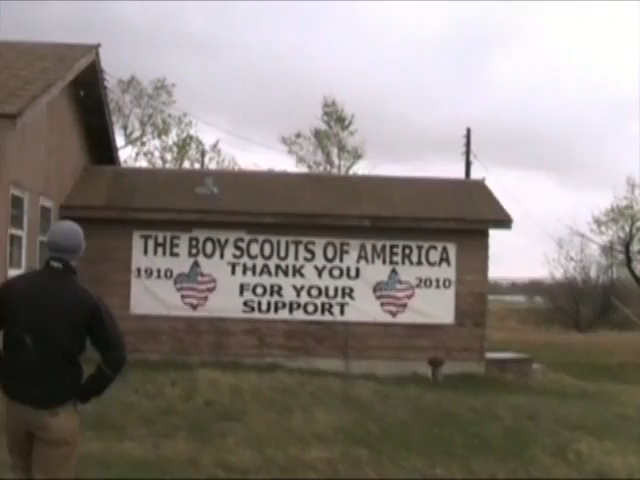 THE BOY SCOUTS OF AMERICA
1910 THANK YOU 2010
FOR YOUR
SUPPORT